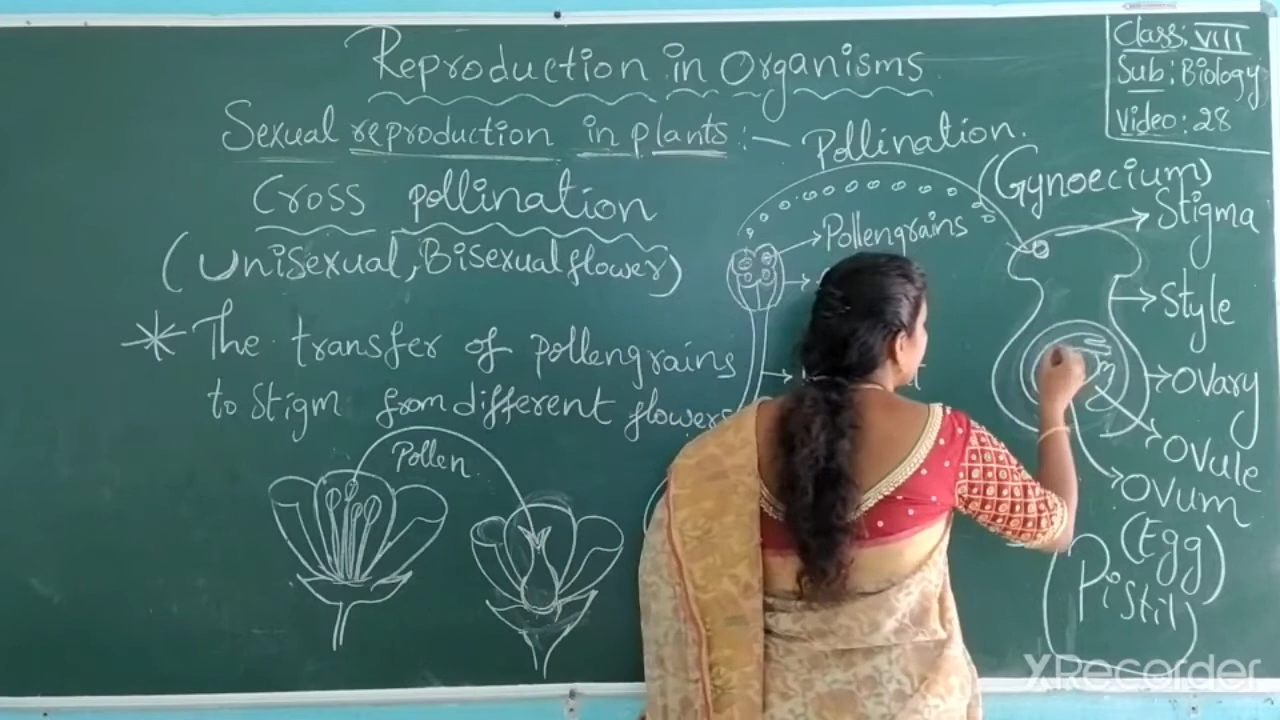 Reproduction in Organisms
Class: VIII
Sub: Biology
Video: 28
Sexual reproduction in plants :- Pollination.
Cross pollination
(Unisexual, Bisexual flower)
* The transfer of pollengrains
to Stigm from different flowers
Pollen
Pollengrains
(Gynoecium)
Stigma
Style
Ovary
Ovule
Ovum
(Egg)
Pistil
XRecorder